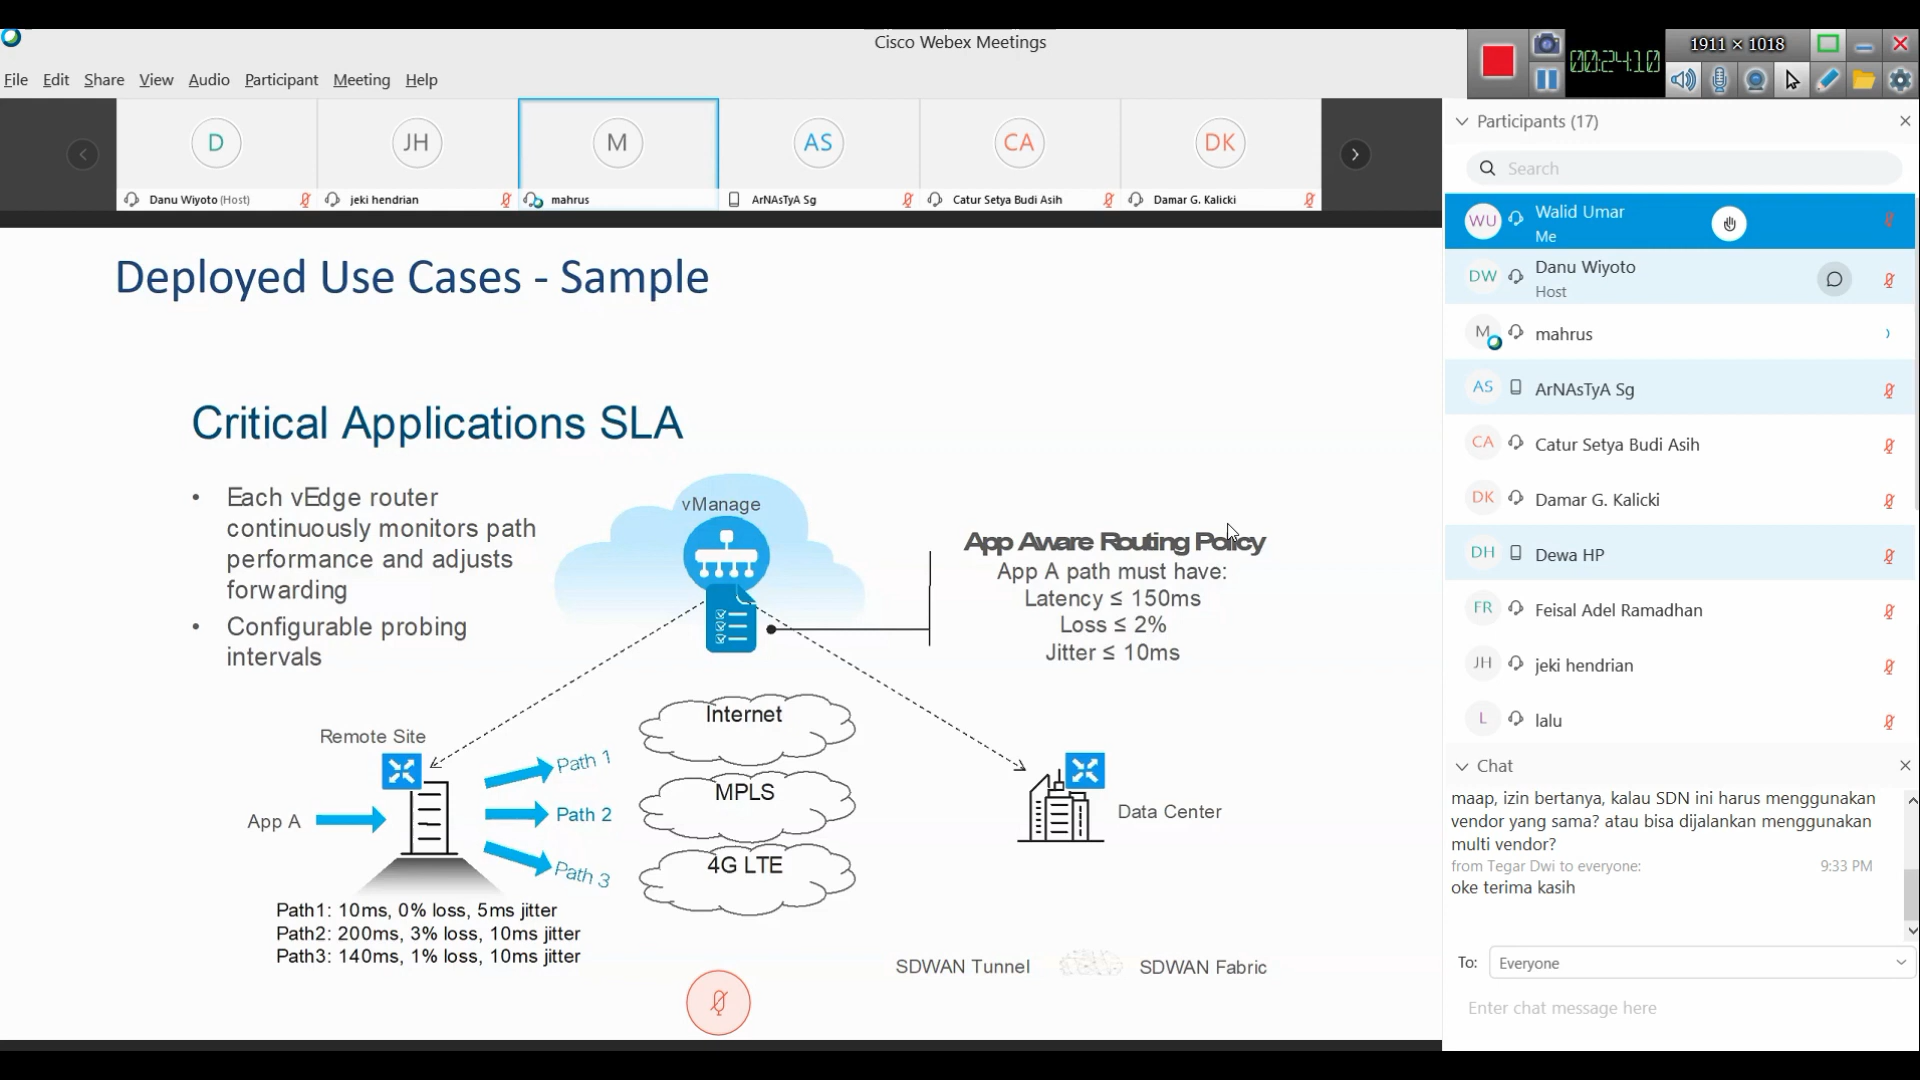 Cisco Webex Meetings
00:24:10
1911 × 1018
File Edit Share View Audio Participant Meeting Help
D
JH
M
AS
CA
DK
Danu Wiyoto (Host)
jeki hendrian
mahrus
ArNAsTyA Sg
Catur Setya Budi Asih
Damar G. Kalicki
Deployed Use Cases - Sample
Critical Applications SLA
• Each vEdge router
continuously monitors path
performance and adjusts
forwarding
• Configurable probing
intervals
vManage
App Aware Routing Policy
App A path must have:
Latency ≤ 150ms
Loss ≤ 2%
Jitter ≤ 10ms
Remote Site
App A
Path 1
Path 2
Path 3
Internet
MPLS
4G LTE
Data Center
Path1: 10ms, 0% loss, 5ms jitter
Path2: 200ms, 3% loss, 10ms jitter
Path3: 140ms, 1% loss, 10ms jitter
SDWAN Tunnel
SDWAN Fabric
Participants (17)
Search
WU Walid Umar
Me
DW Danu Wiyoto
Host
M mahrus
AS ArNAsTyA Sg
CA Catur Setya Budi Asih
DK Damar G. Kalicki
DH Dewa HP
FR Feisal Adel Ramadhan
JH jeki hendrian
L lalu
Chat
maap, izin bertanya, kalau SDN ini harus menggunakan
vendor yang sama? atau bisa dijalankan menggunakan
multi vendor?
from Tegar Dwi to everyone: 9:33 PM
oke terima kasih
To: Everyone
Enter chat message here